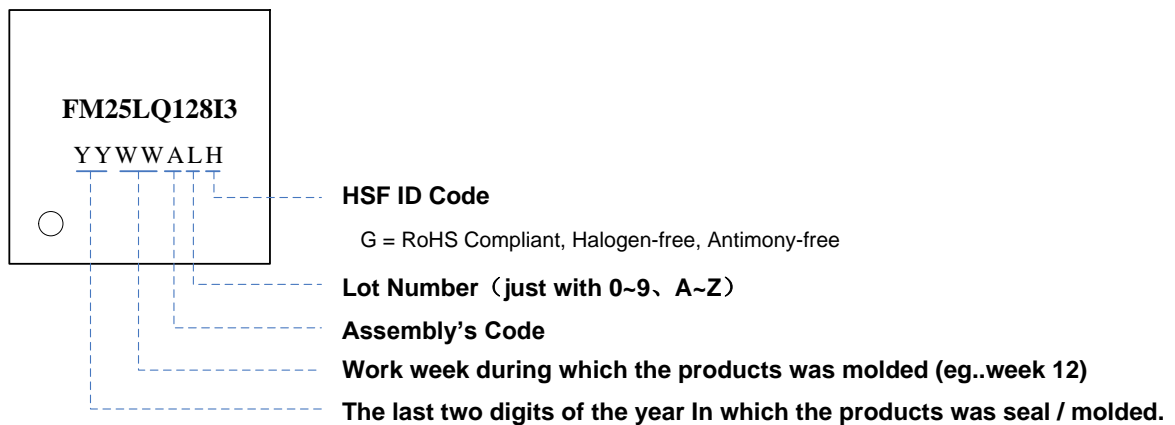 FM25LQ128I3
YYWWALH
HSF ID Code
G = RoHS Compliant, Halogen-free, Antimony-free
Lot Number（just with 0~9、A~Z）
Assembly's Code
Work week during which the products was molded (eg..week 12)
The last two digits of the year In which the products was seal / molded.